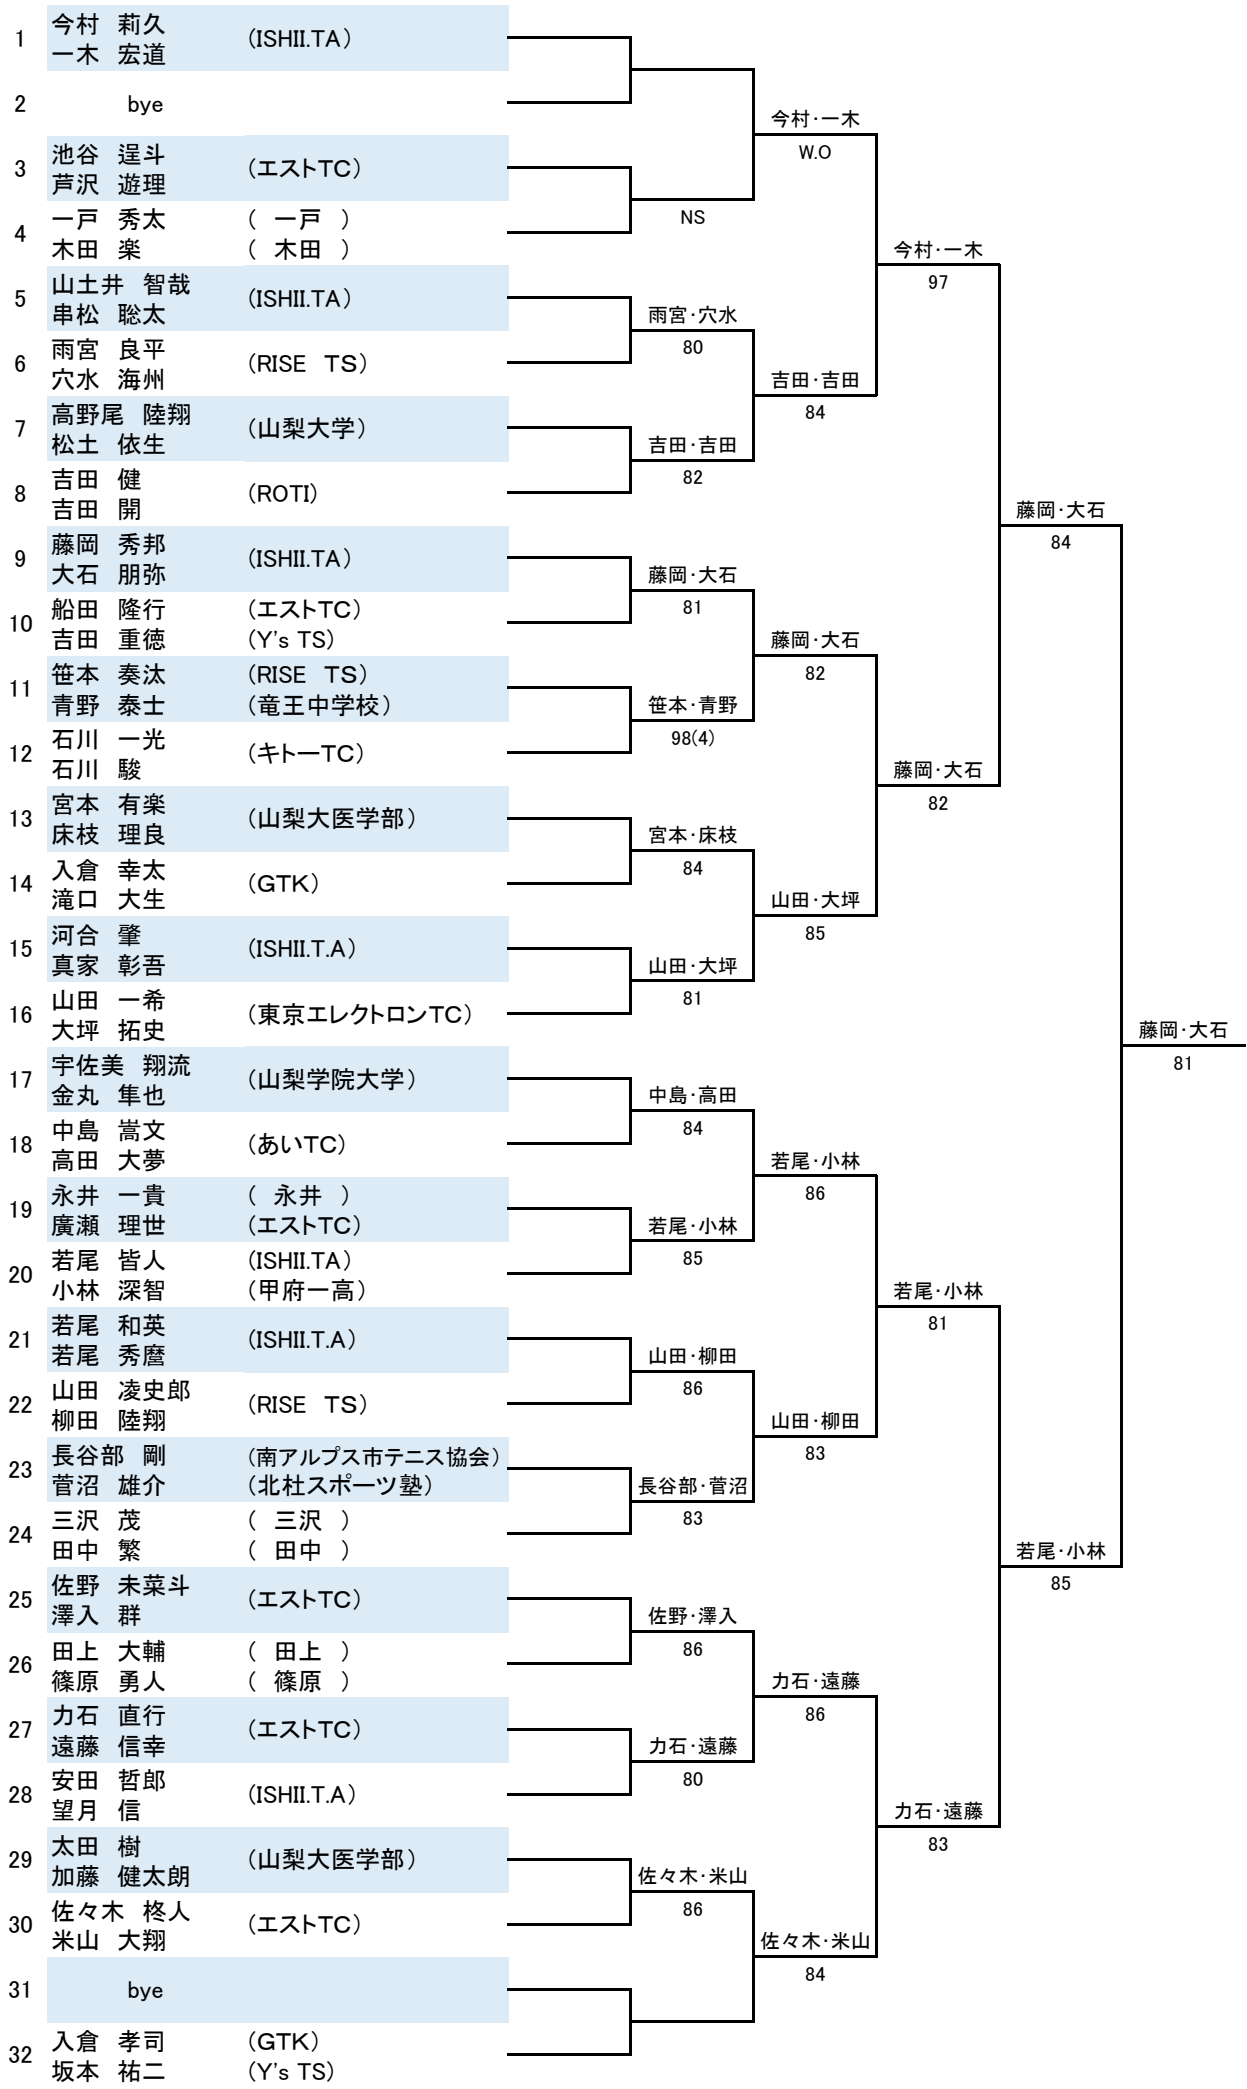 1
今村　莉久
一木　宏道
(ISHII.TA)
2
bye
3
池谷　逞斗
芦沢　遊理
(エストTC)
4
一戸　秀太
木田　楽
(　一戸　)
(　木田　)
NS
今村・一木
W.O
5
山土井　智哉
串松　聡太
(ISHII.TA)
6
雨宮　良平
穴水　海州
(RISE　TS)
雨宮・穴水
80
7
高野尾　陸翔
松土　依生
(山梨大学)
8
吉田　健
吉田　開
(ROTI)
吉田・吉田
82
吉田・吉田
84
今村・一木
97
9
藤岡　秀邦
大石　朋弥
(ISHII.TA)
10
船田　隆行
吉田　重徳
(エストTC)
(Y's TS)
藤岡・大石
81
11
笹本　奏汰
青野　泰士
(RISE　TS)
(竜王中学校)
12
石川　一光
石川　駿
(キトーTC)
笹本・青野
98(4)
藤岡・大石
82
13
宮本　有楽
床枝　理良
(山梨大医学部)
14
入倉　幸太
滝口　大生
(GTK)
宮本・床枝
84
15
河合　肇
真家　彰吾
(ISHII.T.A)
16
山田　一希
大坪　拓史
(東京エレクトロンTC)
山田・大坪
81
山田・大坪
85
藤岡・大石
82
藤岡・大石
84
17
宇佐美　翔流
金丸　隼也
(山梨学院大学)
18
中島　嵩文
高田　大夢
(あいTC)
中島・高田
84
19
永井　一貴
廣瀬　理世
(　永井　)
(エストTC)
20
若尾　皆人
小林　深智
(ISHII.TA)
(甲府一高)
若尾・小林
85
若尾・小林
86
21
若尾　和英
若尾　秀麿
(ISHII.T.A)
22
山田　凌史郎
柳田　陸翔
(RISE　TS)
山田・柳田
86
23
長谷部　剛
菅沼　雄介
(南アルプス市テニス協会)
(北杜スポーツ塾)
24
三沢　茂
田中　繁
(　三沢　)
(　田中　)
長谷部・菅沼
83
山田・柳田
83
若尾・小林
81
25
佐野　未菜斗
澤入　群
(エストTC)
26
田上　大輔
篠原　勇人
(　田上　)
(　篠原　)
佐野・澤入
86
27
力石　直行
遠藤　信幸
(エストTC)
28
安田　哲郎
望月　信
(ISHII.T.A)
力石・遠藤
80
力石・遠藤
86
29
太田　樹
加藤　健太朗
(山梨大医学部)
30
佐々木　柊人
米山　大翔
(エストTC)
佐々木・米山
86
31
bye
32
入倉　孝司
坂本　祐二
(GTK)
(Y's TS)
佐々木・米山
84
力石・遠藤
83
若尾・小林
85
藤岡・大石
81